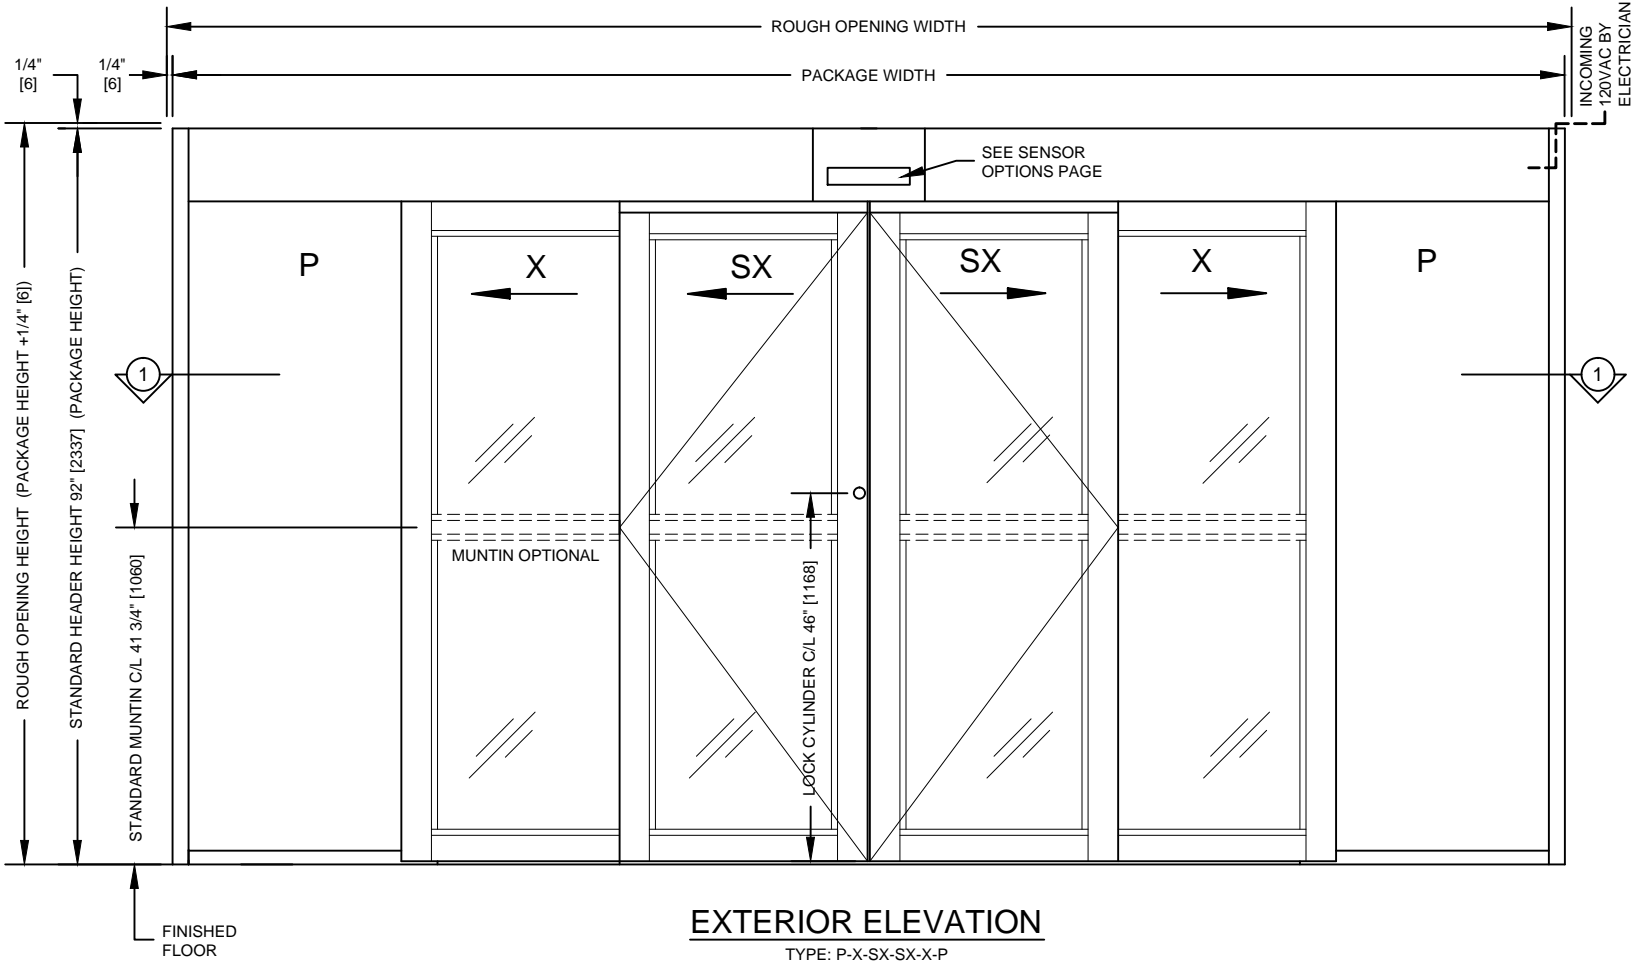 ROUGH OPENING WIDTH
PACKAGE WIDTH
1/4"
[6]
1/4"
[6]
INCOMING
120VAC BY
ELECTRICIAN
SEE SENSOR
OPTIONS PAGE
P
X
SX
SX
X
P
ROUGH OPENING HEIGHT (PACKAGE HEIGHT +1/4" [6])
STANDARD HEADER HEIGHT 92" [2337] (PACKAGE HEIGHT)
1
1
STANDARD MUNTIN C/L 41 3/4" [1060]
MUNTIN OPTIONAL
LOCK CYLINDER C/L 46" [1168]
FINISHED
FLOOR
EXTERIOR ELEVATION
TYPE: P-X-SX-SX-X-P